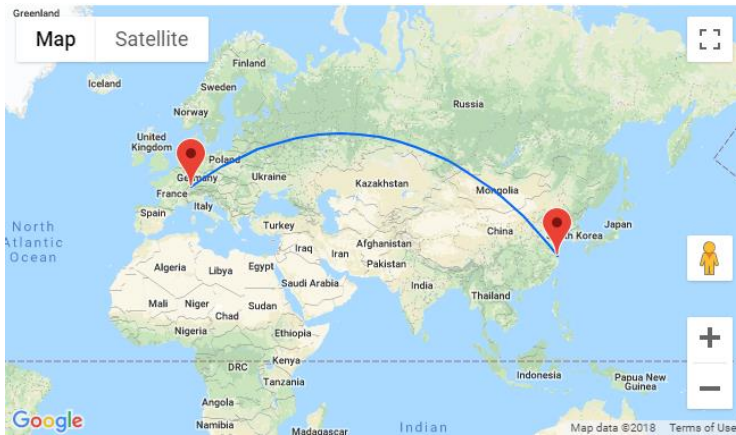 Greenland
Map
Satellite
Iceland
Finland
Sweden
Norway
Russia
United
Kingdom
Poland
Germany
Ukraine
France
Kazakhstan
Mongolia
Italy
Spain
Turkey
China
South Korea
Japan
North
Atlantic
Ocean
Iraq
Iran
Afghanistan
Pakistan
Algeria
Libya
Egypt
Saudi Arabia
India
Thailand
Mali
Niger
Chad
Sudan
Nigeria
Ethiopia
DRC
Kenya
Tanzania
Indonesia
Papua New
Guinea
Angola
Namibia
Madagascar
Indian
Google
Map data ©2018
Terms of Use